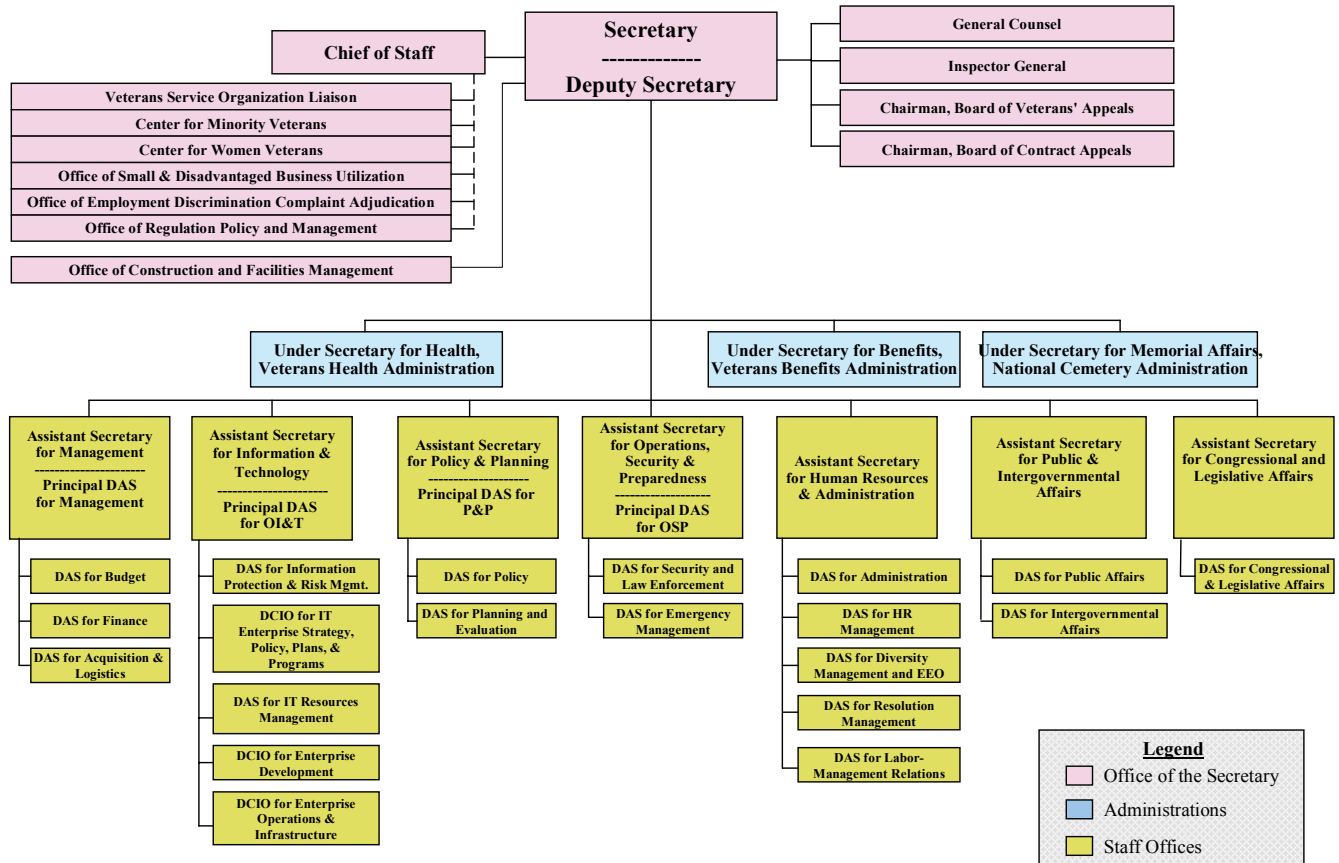 Secretary
-------------
Deputy Secretary
Chief of Staff
General Counsel
Inspector General
Chairman, Board of Veterans' Appeals
Chairman, Board of Contract Appeals
Veterans Service Organization Liaison
Center for Minority Veterans
Center for Women Veterans
Office of Small & Disadvantaged Business Utilization
Office of Employment Discrimination Complaint Adjudication
Office of Regulation Policy and Management
Office of Construction and Facilities Management
Under Secretary for Health,
Veterans Health Administration
Under Secretary for Benefits,
Veterans Benefits Administration
Under Secretary for Memorial Affairs,
National Cemetery Administration
Assistant Secretary
for Management
----------------------
Principal DAS
for Management
DAS for Budget
DAS for Finance
DAS for Acquisition &
Logistics
Assistant Secretary
for Information &
Technology
----------------------
Principal DAS
for OI&T
DAS for Information
Protection & Risk Mgmt.
DCIO for IT
Enterprise Strategy,
Policy, Plans, &
Programs
DAS for IT Resources
Management
DCIO for Enterprise
Development
DCIO for Enterprise
Operations &
Infrastructure
Assistant Secretary
for Policy & Planning
--------------------
Principal DAS for
P&P
DAS for Policy
DAS for Planning and
Evaluation
Assistant Secretary
for Operations,
Security &
Preparedness
-------------------
Principal DAS
for OSP
DAS for Security and
Law Enforcement
DAS for Emergency
Management
Assistant Secretary
for Human Resources
& Administration
DAS for Administration
DAS for HR
Management
DAS for Diversity
Management and EEO
DAS for Resolution
Management
DAS for Labor-
Management Relations
Assistant Secretary
for Public &
Intergovernmental
Affairs
DAS for Public Affairs
DAS for Intergovernmental
Affairs
Assistant Secretary
for Congressional and
Legislative Affairs
DAS for Congressional
& Legislative Affairs
Legend
Office of the Secretary
Administrations
Staff Offices